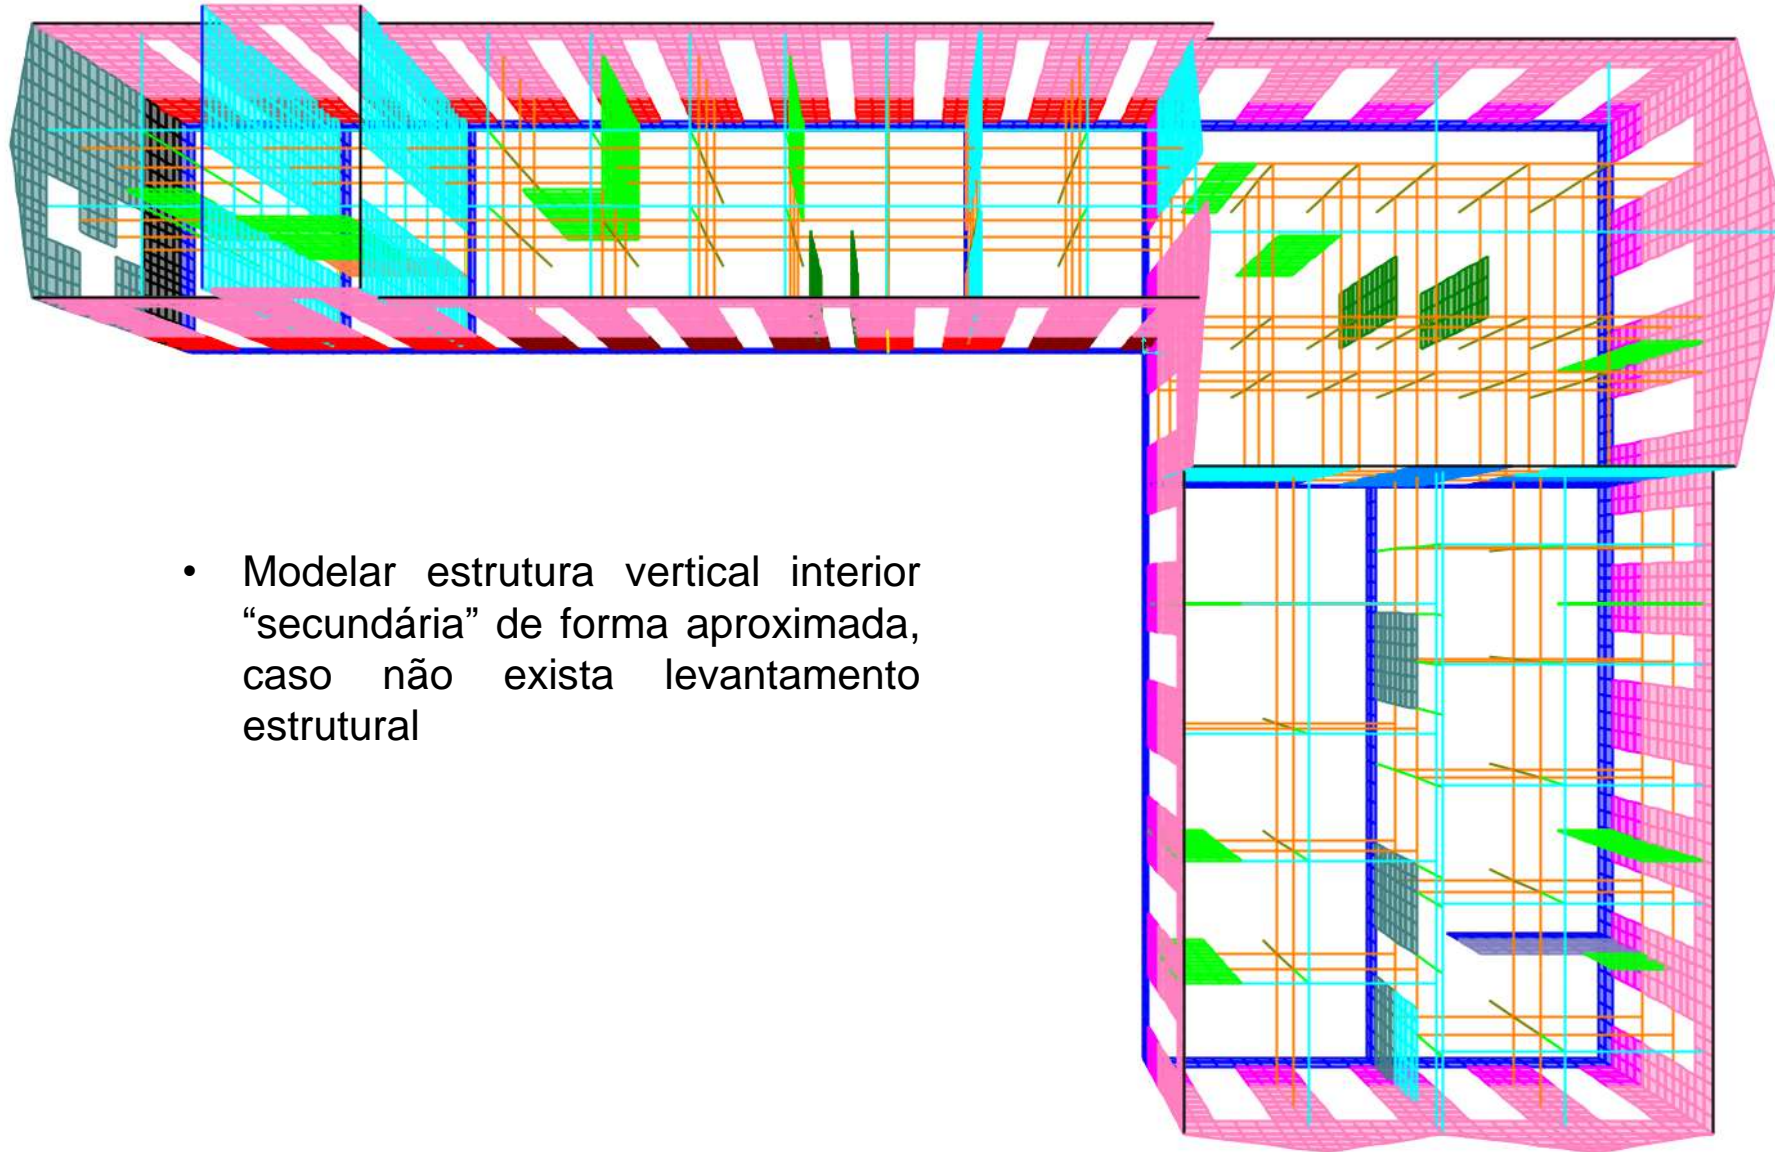 • Modelar estrutura vertical interior
“secundária” de forma aproximada,
caso não exista levantamento
estrutural